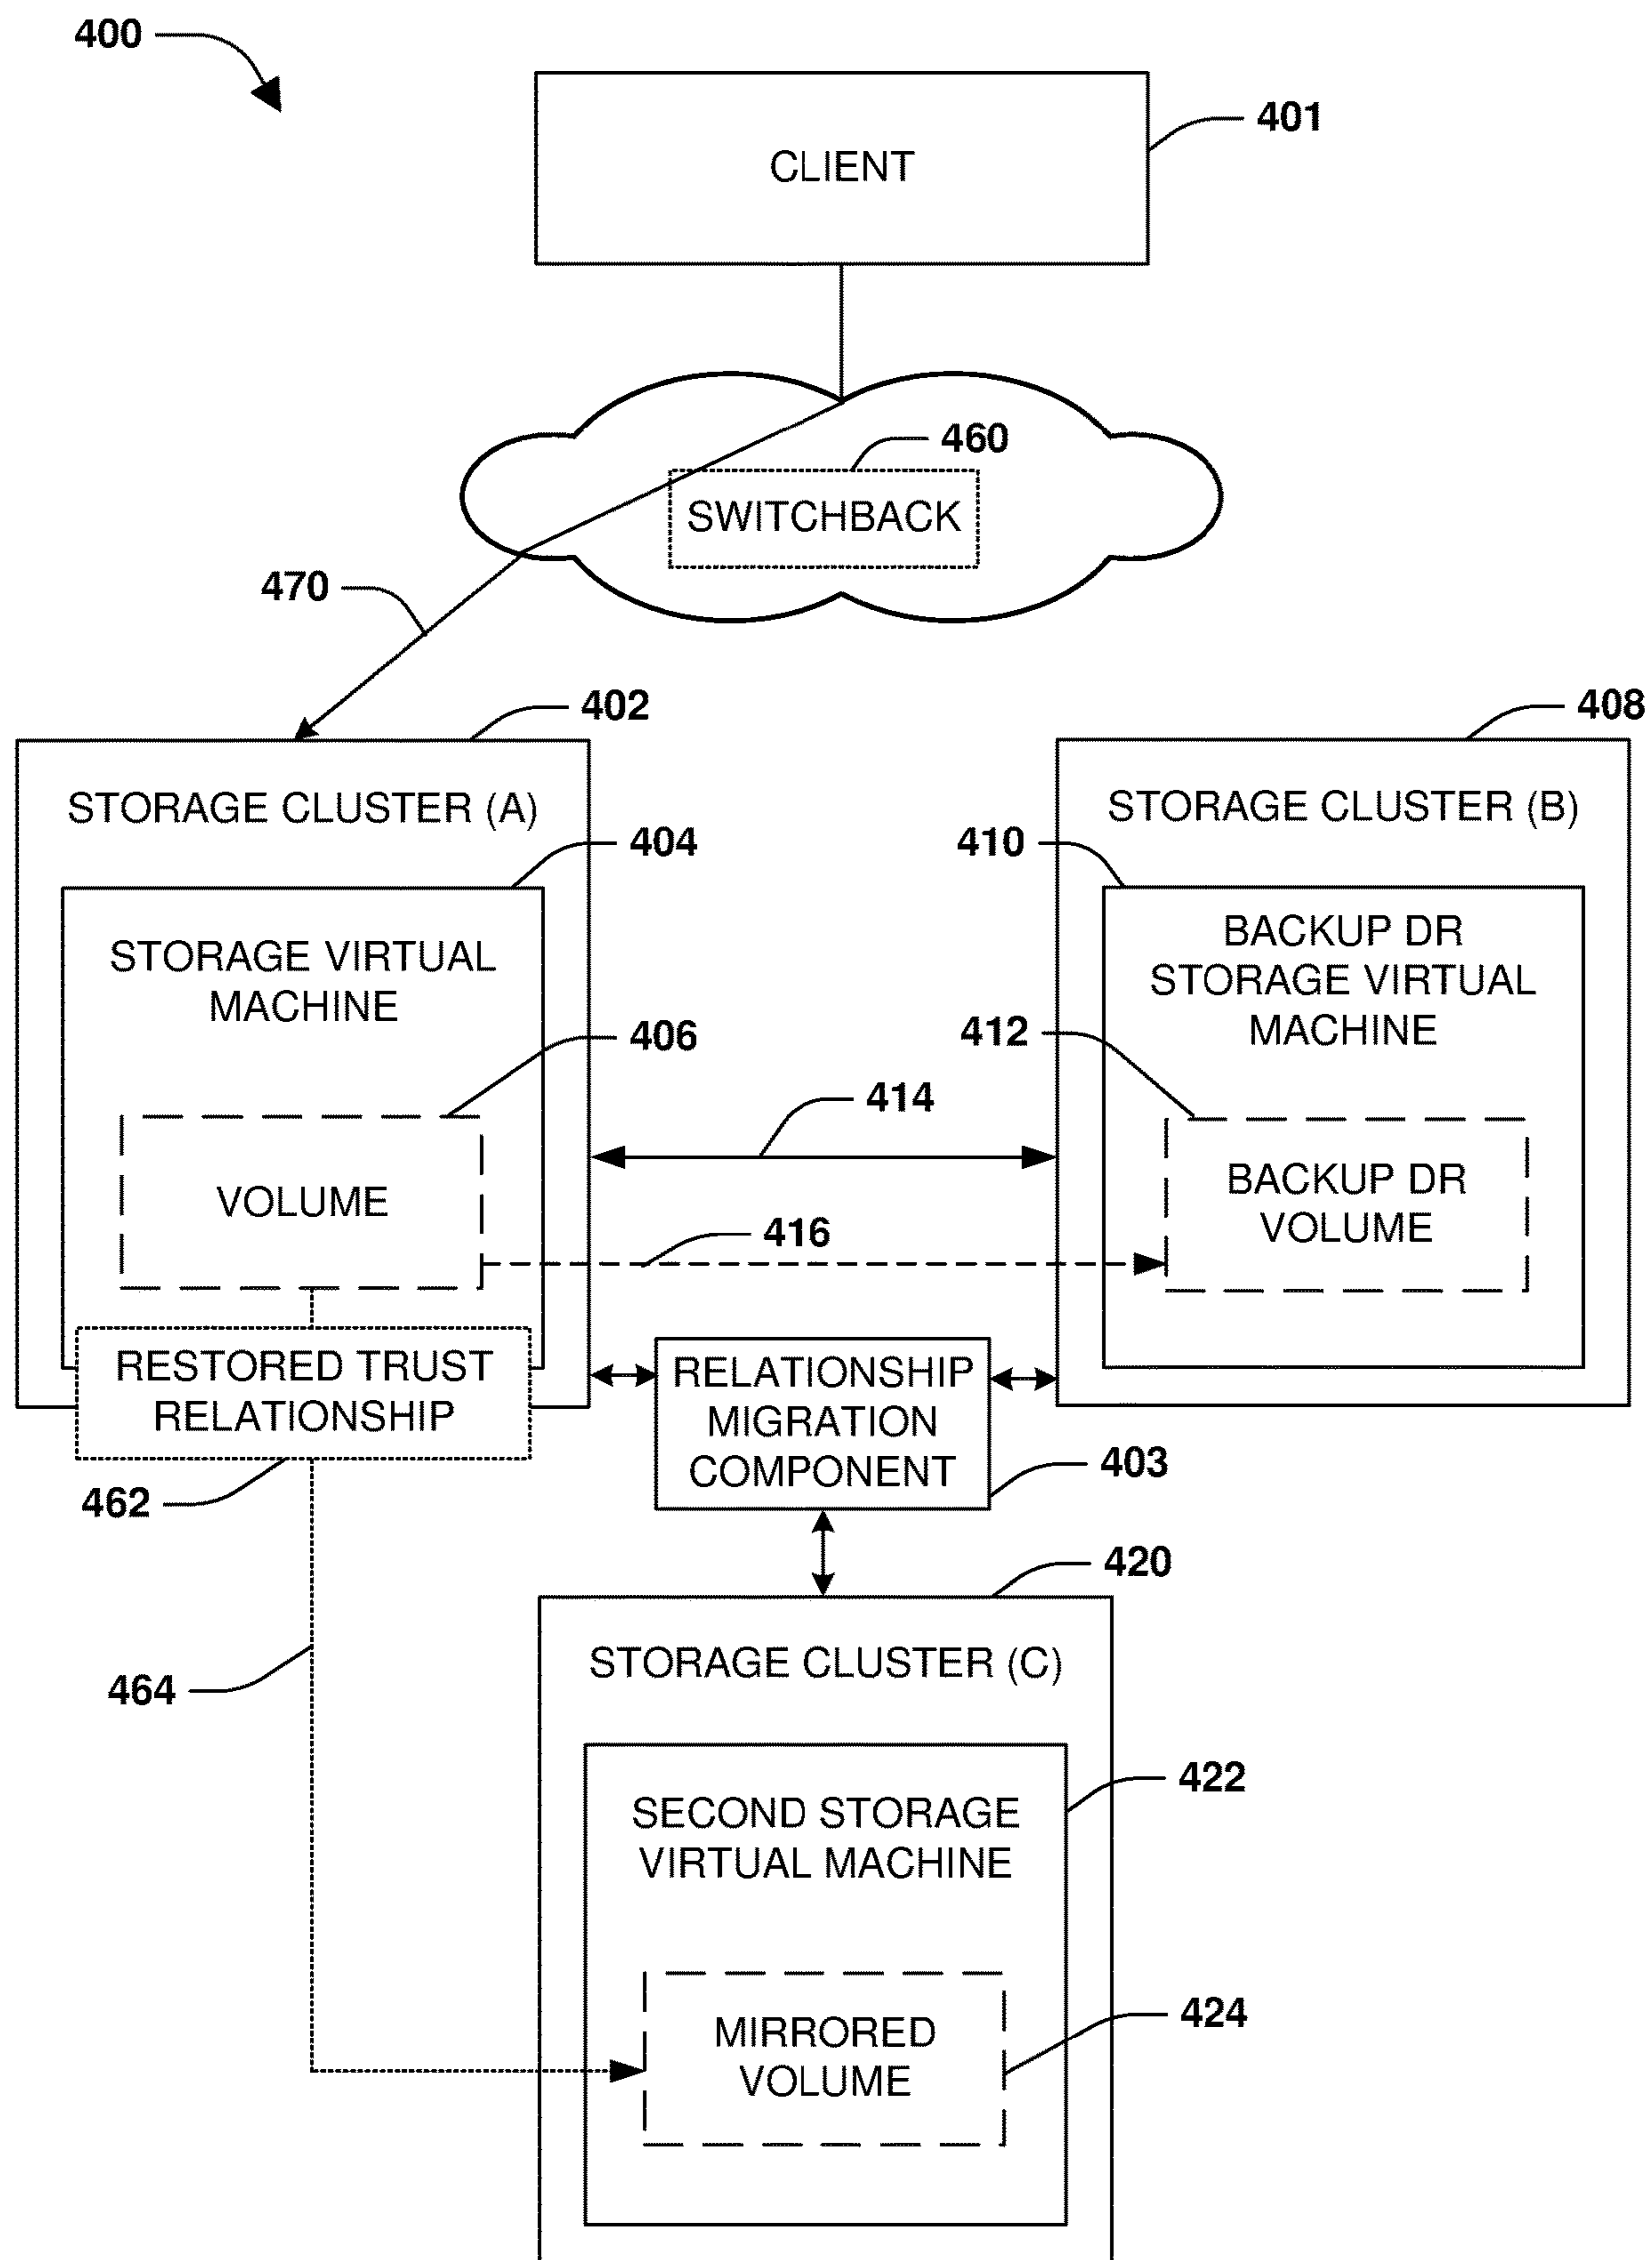 400
401
CLIENT
460
SWITCHBACK
470
402
408
STORAGE CLUSTER (A)
STORAGE CLUSTER (B)
404
410
STORAGE VIRTUAL
MACHINE
BACKUP DR
STORAGE VIRTUAL
MACHINE
406
412
414
VOLUME
BACKUP DR
VOLUME
416
RESTORED TRUST
RELATIONSHIP
RELATIONSHIP
MIGRATION
COMPONENT
403
462
420
STORAGE CLUSTER (C)
464
422
SECOND STORAGE
VIRTUAL MACHINE
424
MIRRORED
VOLUME